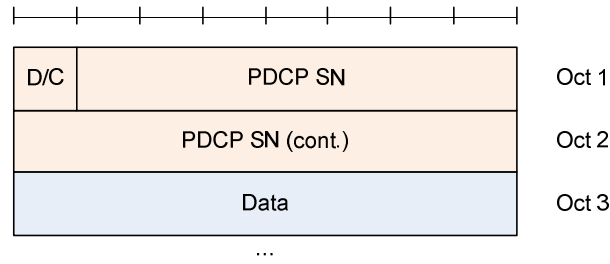 D/C PDCP SN Oct 1
PDCP SN (cont.) Oct 2
Data Oct 3
...